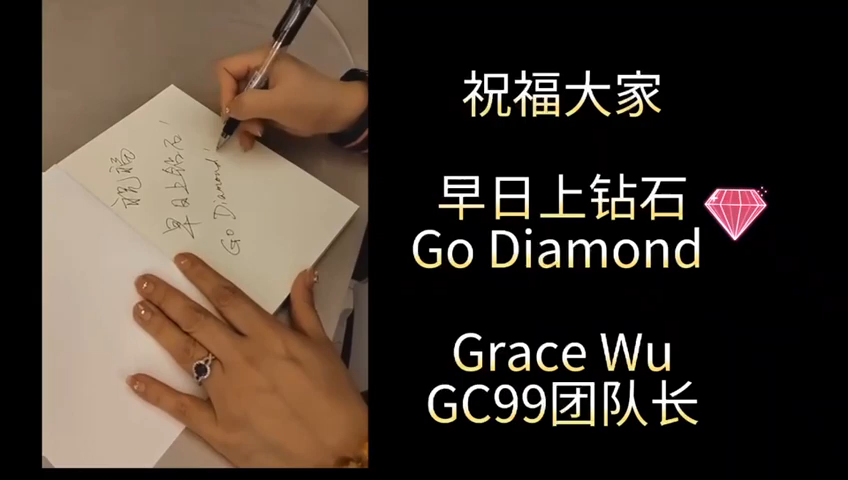 祝福
早日上钻石!
Go Diamond!
祝福大家
早日上钻石
Go Diamond
Grace Wu
GC99团队长